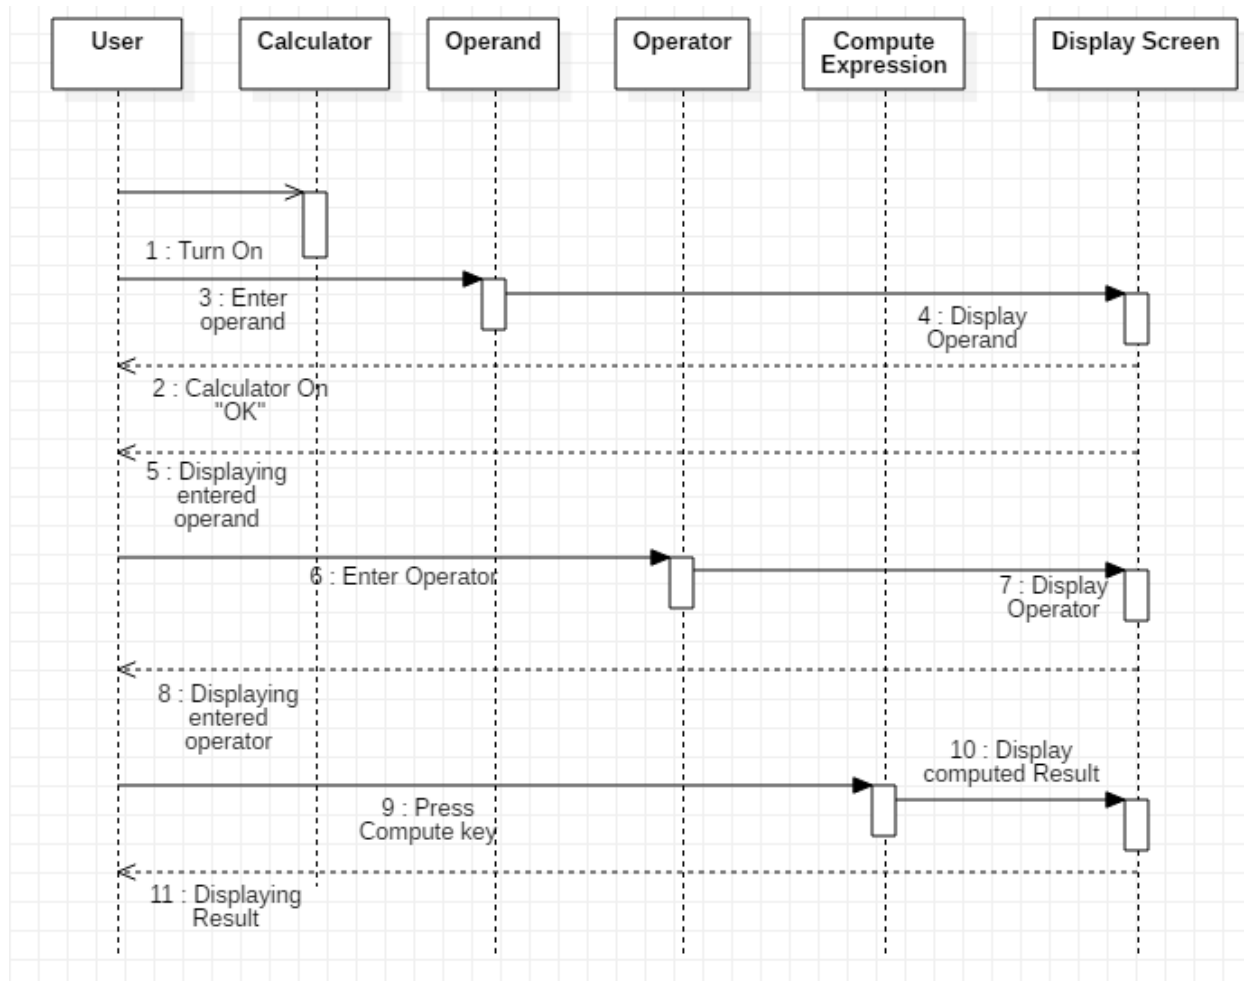 User
Calculator
Operand
Operator
Compute
Expression
Display Screen
1 : Turn On
3 : Enter
operand
4 : Display
Operand
2 : Calculator On
"OK"
5 : Displaying
entered
operand
6 : Enter Operator
7 : Display
Operator
8 : Displaying
entered
operator
10 : Display
computed Result
9 : Press
Compute key
11 : Displaying
Result